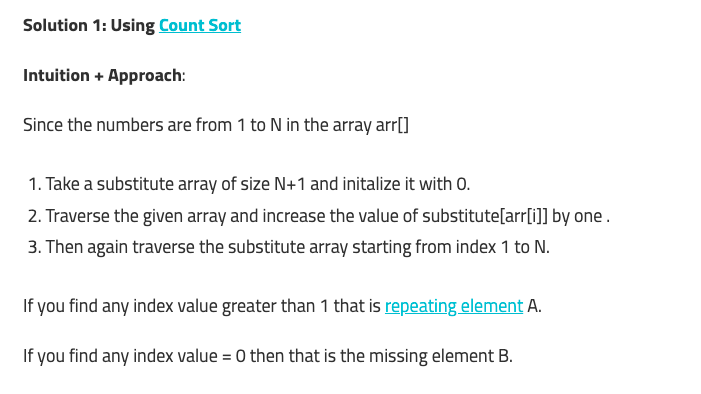 Solution 1: Using Count Sort
Intuition + Approach:
Since the numbers are from 1 to N in the array arr[]
1. Take a substitute array of size N+1 and initalize it with 0.
2. Traverse the given array and increase the value of substitute[arr[i]] by one .
3. Then again traverse the substitute array starting from index 1 to N.
If you find any index value greater than 1 that is repeating element A.
If you find any index value = 0 then that is the missing element B.